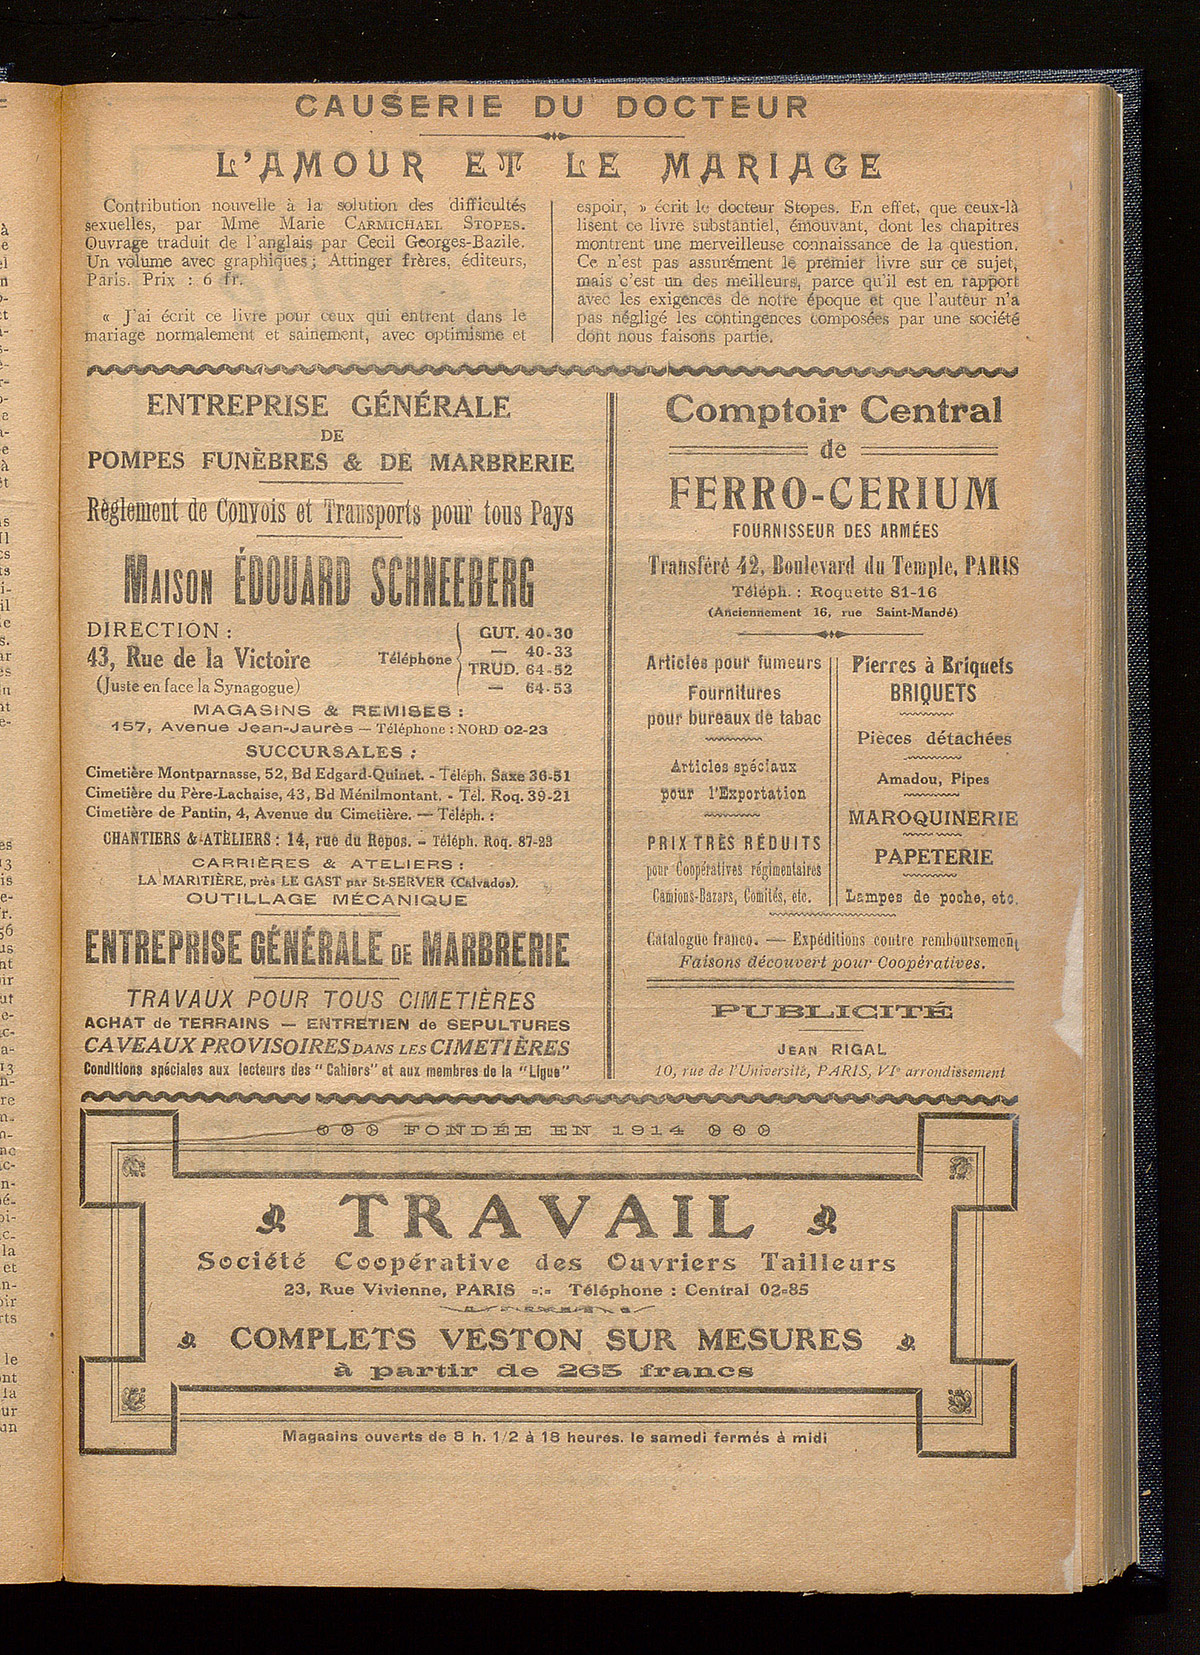 CAUSERIE DU DOCTEUR
L'AMOUR ET LE MARIAGE
Contribution nouvelle à la solution des difficultés
sexuelles, par Mme Marie CARMICHAEL STOPES.
Ouvrage traduit de l'anglais par Cecil Georges-Bazile.
Un volume avec graphiques ; Attinger frères, éditeurs,
Paris. Prix : 6 fr.
« J'ai écrit ce livre pour ceux qui entrent dans le
mariage normalement et sainement, avec optimisme et
espoir, » écrit le docteur Stopes. En effet, que ceux-là
lisent ce livre substantiel, émouvant, dont les chapitres
montrent une merveilleuse connaissance de la question.
Ce n'est pas assurément le premier livre sur ce sujet,
mais c'est un des meilleurs, parce qu'il est en rapport
avec les exigences de notre époque et que l'auteur n'a
pas négligé les contingences composées par une société
dont nous faisons partie.
ENTREPRISE GÉNÉRALE
DE
POMPES FUNÈBRES & DE MARBRERIE
Règlement de Convois et Transports pour tous Pays
MAISON ÉDOUARD SCHNEEBERG
DIRECTION :
43, Rue de la Victoire
(Juste en face la Synagogue)
Téléphone
GUT. 40-30
— 40-33
TRUD. 64-52
— 64-53
MAGASINS & REMISES :
157, Avenue Jean-Jaurès — Téléphone : NORD 02-23
SUCCURSALES :
Cimetière Montparnasse, 52, Bd Edgard-Quinet. - Téléph. Saxe 36-51
Cimetière du Père-Lachaise, 43, Bd Ménilmontant. - Tél. Roq. 39-21
Cimetière de Pantin, 4, Avenue du Cimetière. — Téléph. :
CHANTIERS & ATELIERS : 14, rue du Repos. - Téléph. Roq. 87-23
CARRIÈRES & ATELIERS :
LA MARITIÈRE, près LE GAST par St-SERVER (Calvados).
OUTILLAGE MÉCANIQUE
ENTREPRISE GÉNÉRALE DE MARBRERIE
TRAVAUX POUR TOUS CIMETIÈRES
ACHAT de TERRAINS — ENTRETIEN de SEPULTURES
CAVEAUX PROVISOIRES DANS LES CIMETIÈRES
Conditions spéciales aux lecteurs des "Cahiers" et aux membres de la "Ligue"
Comptoir Central
de
FERRO-CERIUM
FOURNISSEUR DES ARMÉES
Transféré 42, Boulevard du Temple, PARIS
Téléph. : Roquette 81-16
(Anciennement 16, rue Saint-Mandé)
Articles pour fumeurs
Fournitures
pour bureaux de tabac
Articles spéciaux
pour l'Exportation
PRIX TRÈS RÉDUITS
pour Coopératives régimentaires
Camions-Bazars, Comités, etc.
Pierres à Briquets
BRIQUETS
Pièces détachées
Amadou, Pipes
MAROQUINERIE
PAPETERIE
Lampes de poche, etc.
Catalogue franco. — Expéditions contre remboursement
Faisons découvert pour Coopératives.
PUBLICITÉ
JEAN RIGAL
10, rue de l'Université, PARIS, VIe arrondissement
FONDÉE EN 1914
TRAVAIL
Société Coopérative des Ouvriers Tailleurs
23, Rue Vivienne, PARIS -:- Téléphone : Central 02-85
COMPLETS VESTON SUR MESURES
à partir de 265 francs
Magasins ouverts de 8 h. 1/2 à 18 heures. le samedi fermés à midi